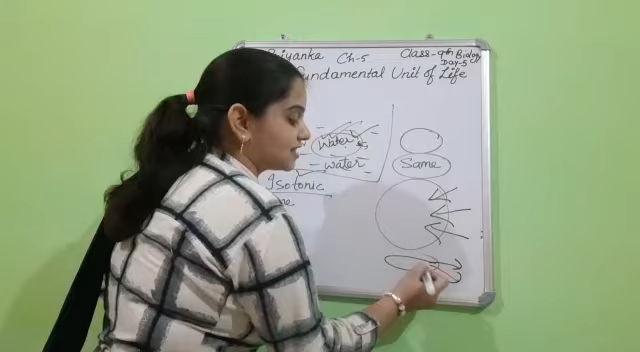 Priyanka Ch-5 Class-9th Biology
Day-5
Fundamental Unit of Life
Water
water
Isotonic
Same